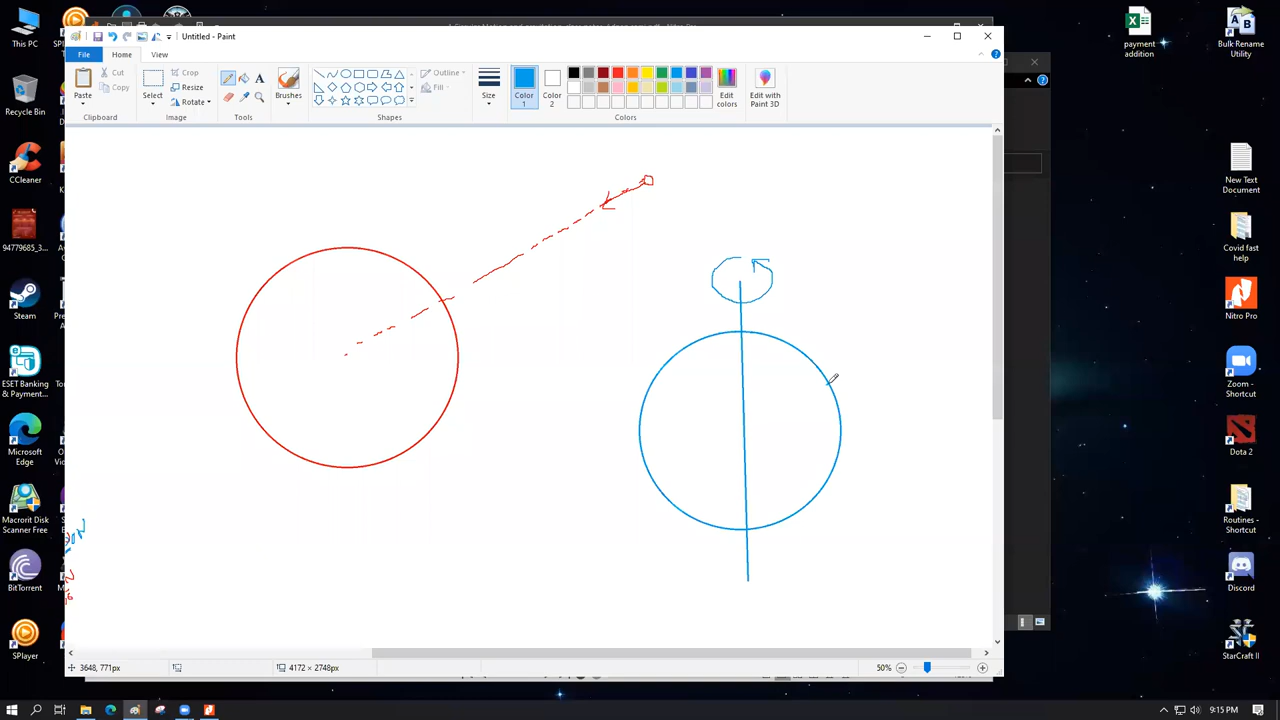 This PC
Recycle Bin
CCleaner
94779685_3...
Steam
ESET Banking
& Payment...
Microsoft
Edge
Macrorit Disk
Scanner Free
BitTorrent
SPlayer
Untitled - Paint
File
Home
View
Paste
Cut
Copy
Clipboard
Select
Crop
Resize
Rotate
Image
A
Tools
Brushes
Outline
Fill
Shapes
Size
Color
1
Color
2
Edit
colors
Colors
Edit with
Paint 3D
3648, 771px
4172 × 2748px
50%
payment
addition
Bulk Rename
Utility
New Text
Document
Covid fast
help
Nitro Pro
Zoom -
Shortcut
Dota 2
Routines -
Shortcut
Discord
StarCraft II
9:15 PM